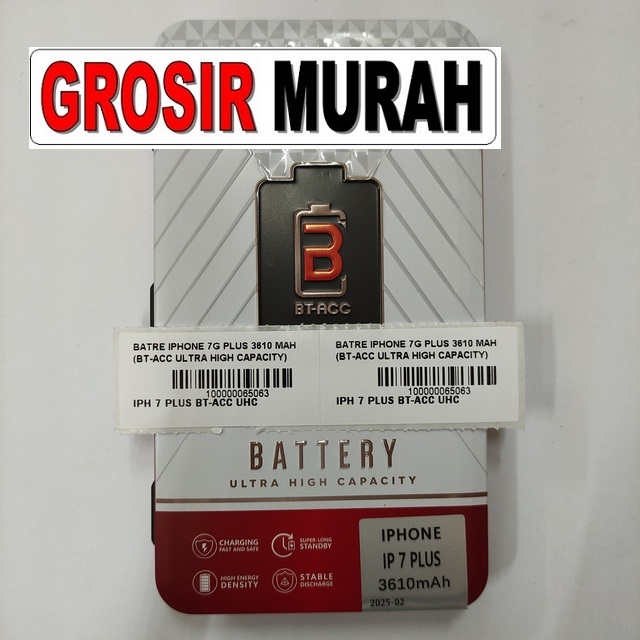 GROSIR MURAH
B
BT-ACC
BATRE IPHONE 7G PLUS 3610 MAH
(BT-ACC ULTRA HIGH CAPACITY)
100000065063
IPH 7 PLUS BT-ACC UHC
BATRE IPHONE 7G PLUS 3610 MAH
(BT-ACC ULTRA HIGH CAPACITY)
100000065063
IPH 7 PLUS BT-ACC UHC
BATTERY
ULTRA HIGH CAPACITY
CHARGING
FAST AND SAFE
SUPER-LONG
STANDBY
HIGH ENERGY
DENSITY
STABLE
DISCHARGE
IPHONE
IP 7 PLUS
3610mAh
2025-02